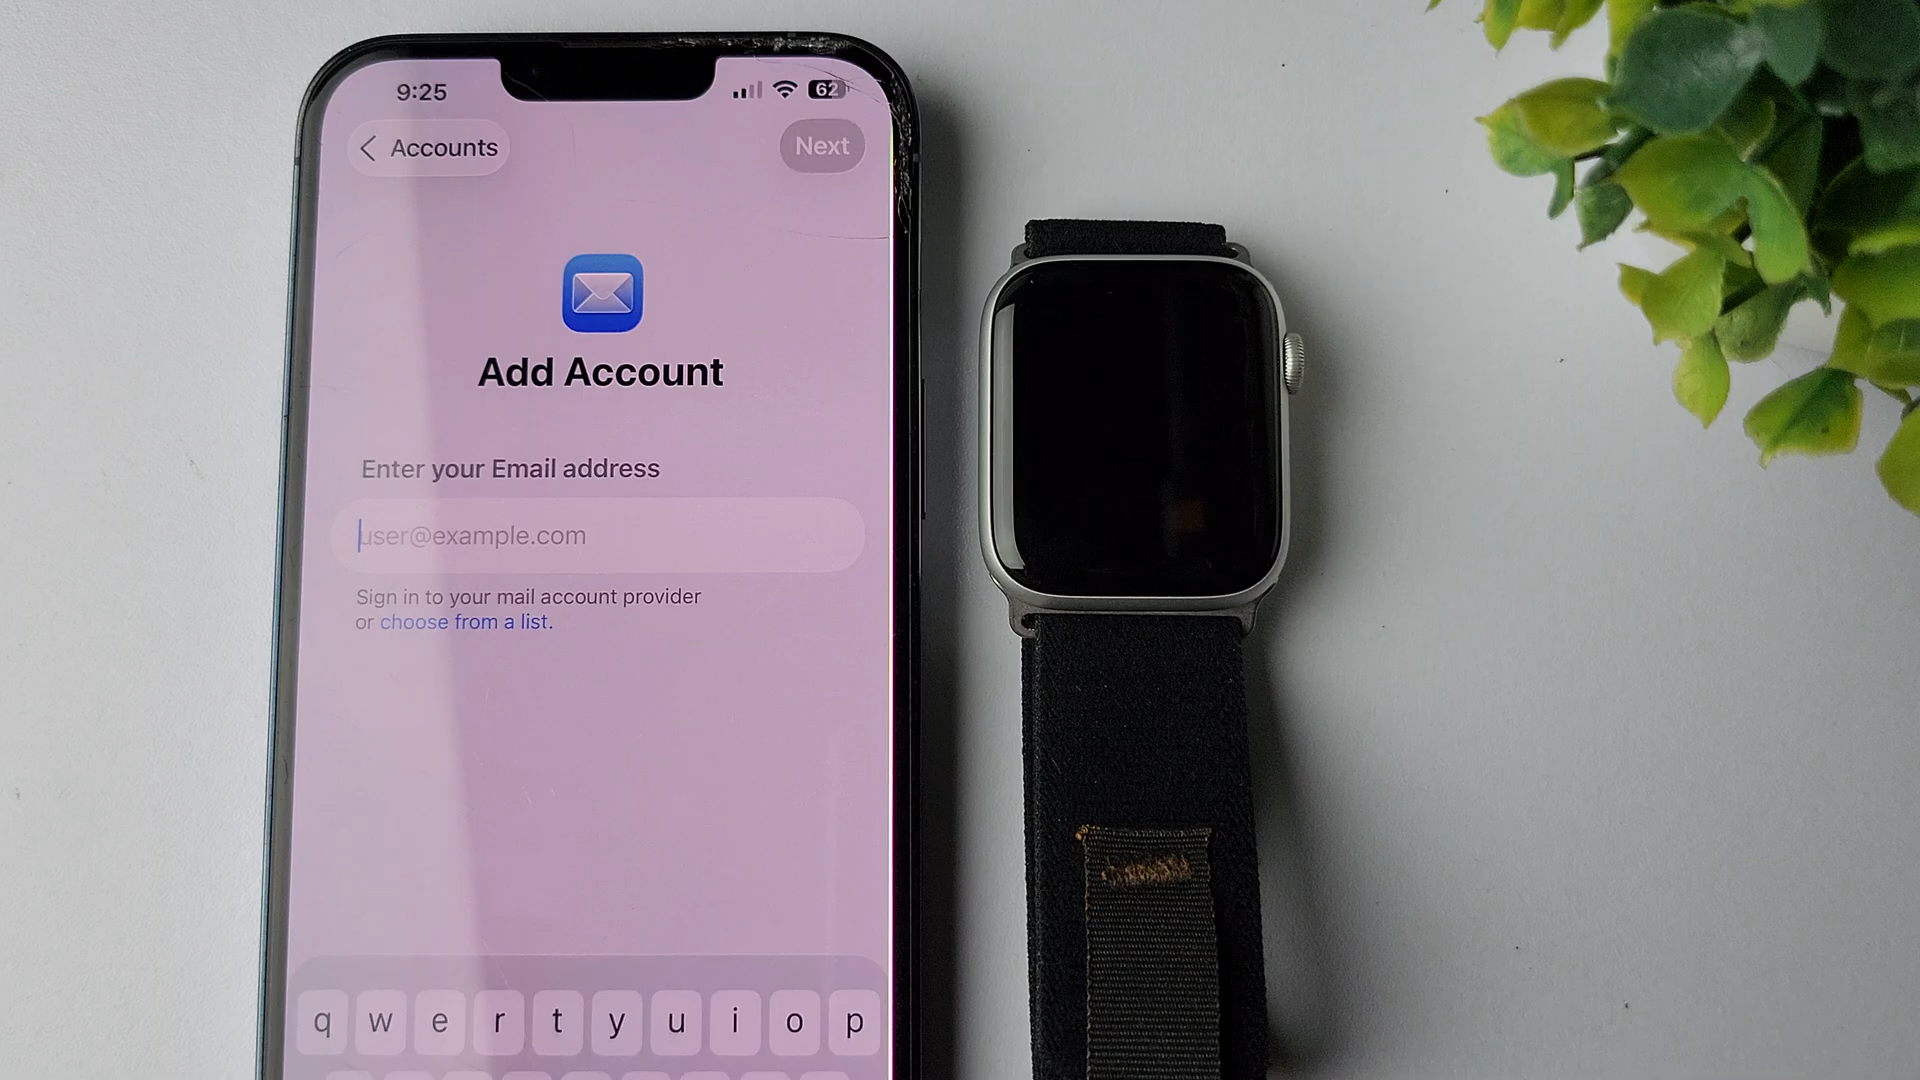 9:25
62
Accounts
Next
Add Account
Enter your Email address
user@example.com
Sign in to your mail account provider
or choose from a list.
q w e r t y u i o p